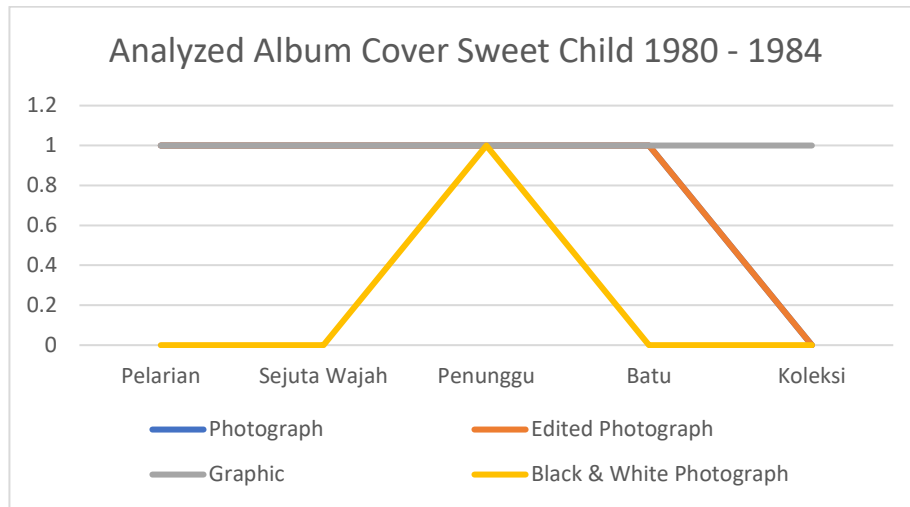 Analyzed Album Cover Sweet Child 1980 - 1984
1.2
1
0.8
0.6
0.4
0.2
0
Pelarian Sejuta Wajah Penunggu Batu Koleksi
Photograph Edited Photograph
Graphic Black & White Photograph